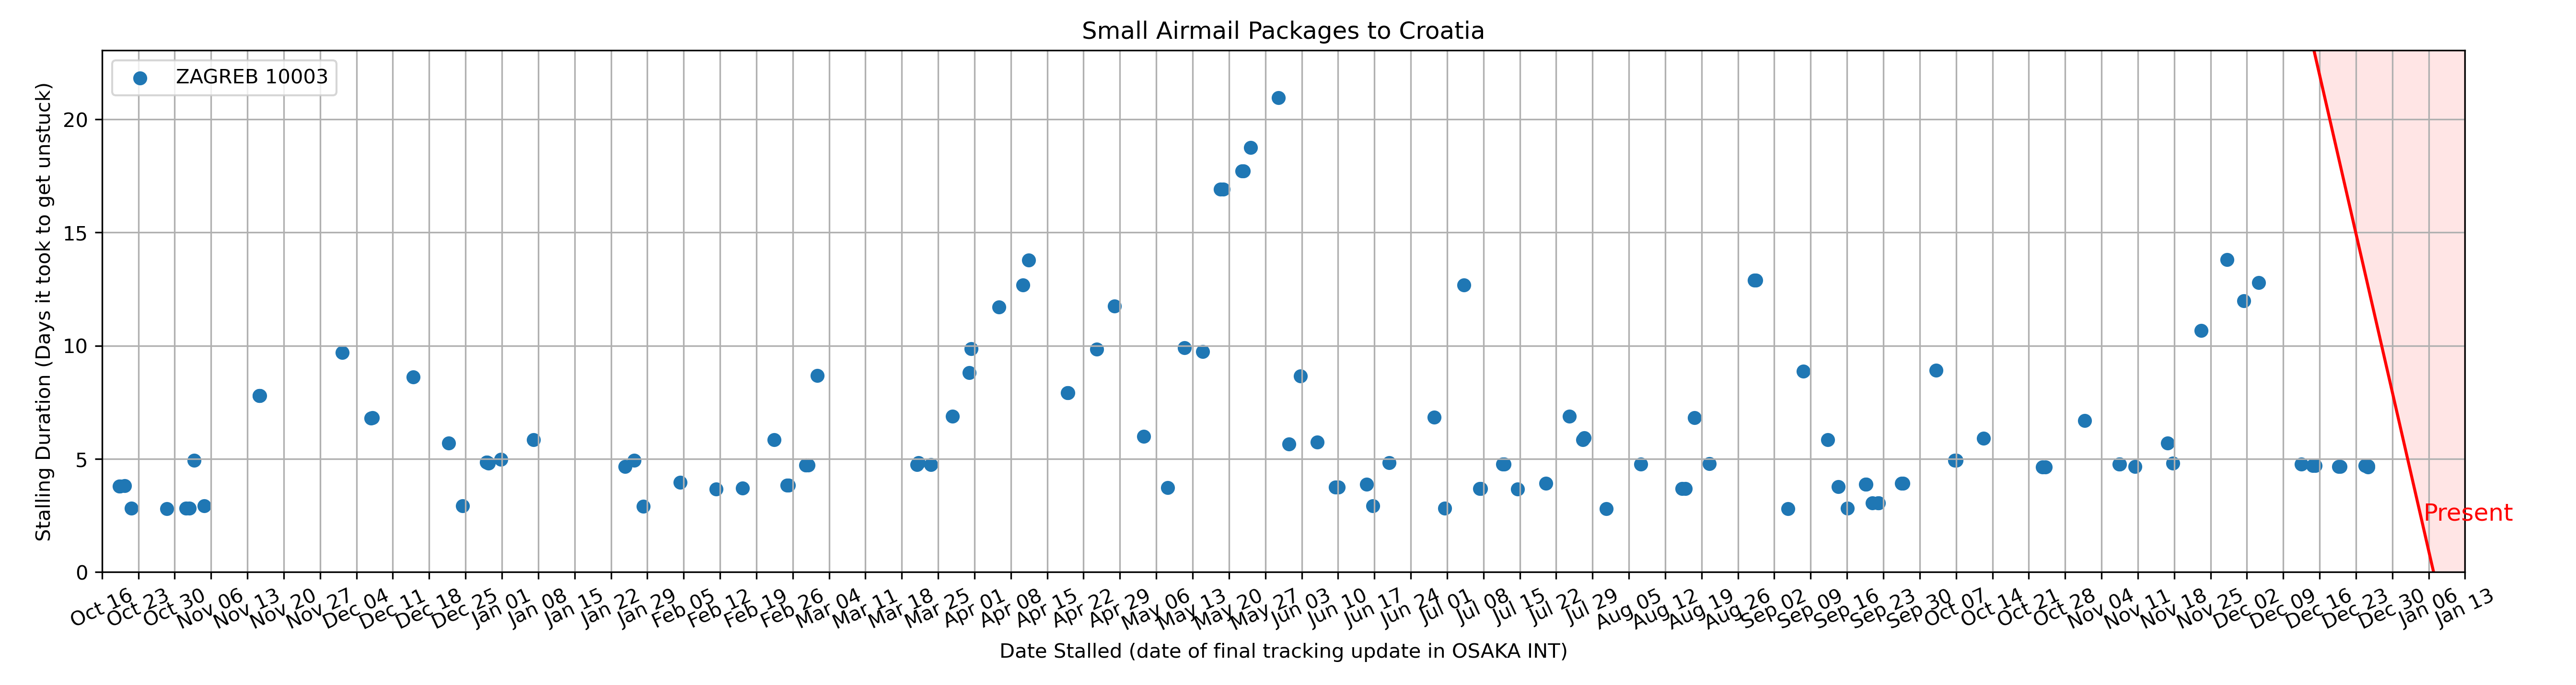 Small Airmail Packages to Croatia
ZAGREB 10003
Stalling Duration (Days it took to get unstuck)
20
15
10
5
0
Present
Oct 16 Oct 23 Oct 30 Nov 06 Nov 13 Nov 20 Nov 27 Dec 04 Dec 11 Dec 18 Dec 25 Jan 01 Jan 08 Jan 15 Jan 22 Jan 29 Feb 05 Feb 12 Feb 19 Feb 26 Mar 04 Mar 11 Mar 18 Mar 25 Apr 01 Apr 08 Apr 15 Apr 22 Apr 29 May 06 May 13 May 20 May 27 Jun 03 Jun 10 Jun 17 Jun 24 Jul 01 Jul 08 Jul 15 Jul 22 Jul 29 Aug 05 Aug 12 Aug 19 Aug 26 Sep 02 Sep 09 Sep 16 Sep 23 Sep 30 Oct 07 Oct 14 Oct 21 Oct 28 Nov 04 Nov 11 Nov 18 Nov 25 Dec 02 Dec 09 Dec 16 Dec 23 Dec 30 Jan 06 Jan 13
Date Stalled (date of final tracking update in OSAKA INT)